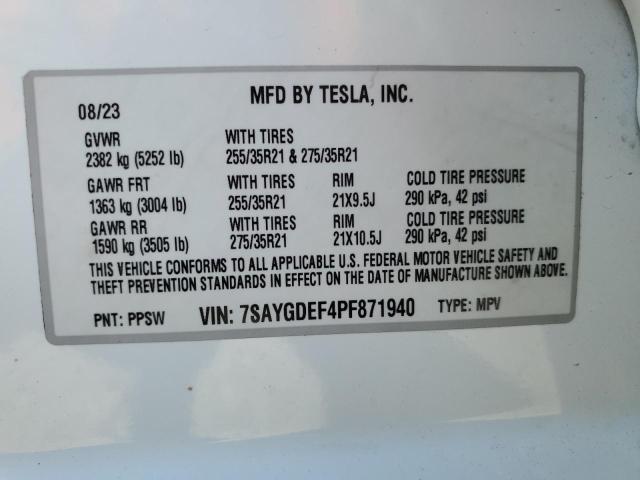 MFD BY TESLA, INC.
08/23
GVWR WITH TIRES
2382 kg (5252 lb) 255/35R21 & 275/35R21
GAWR FRT WITH TIRES RIM COLD TIRE PRESSURE
1363 kg (3004 lb) 255/35R21 21X9.5J 290 kPa, 42 psi
GAWR RR WITH TIRES RIM COLD TIRE PRESSURE
1590 kg (3505 lb) 275/35R21 21X10.5J 290 kPa, 42 psi
THIS VEHICLE CONFORMS TO ALL APPLICABLE U.S. FEDERAL MOTOR VEHICLE SAFETY AND
THEFT PREVENTION STANDARDS IN EFFECT ON THE DATE OF MANUFACTURE SHOWN ABOVE.
PNT: PPSW VIN: 7SAYGDEF4PF871940 TYPE: MPV